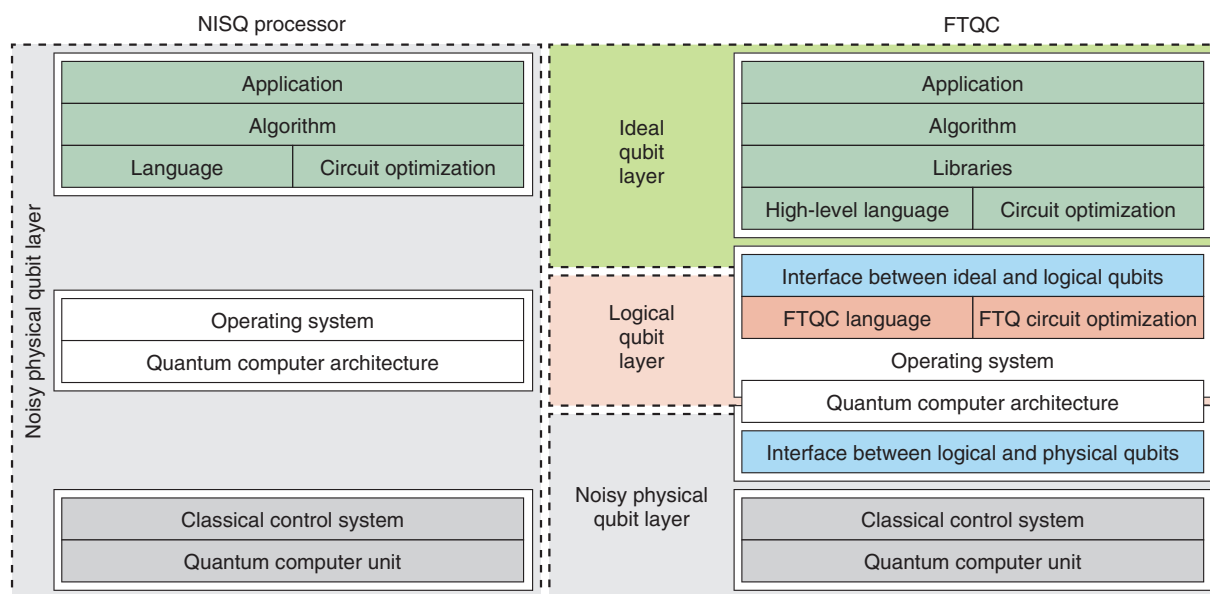 NISQ processor
FTQC
Noisy physical qubit layer
Application
Algorithm
Language
Circuit optimization
Operating system
Quantum computer architecture
Classical control system
Quantum computer unit
Ideal
qubit
layer
Application
Algorithm
Libraries
High-level language
Circuit optimization
Logical
qubit
layer
Interface between ideal and logical qubits
FTQC language
FTQ circuit optimization
Operating system
Quantum computer architecture
Interface between logical and physical qubits
Noisy physical
qubit layer
Classical control system
Quantum computer unit